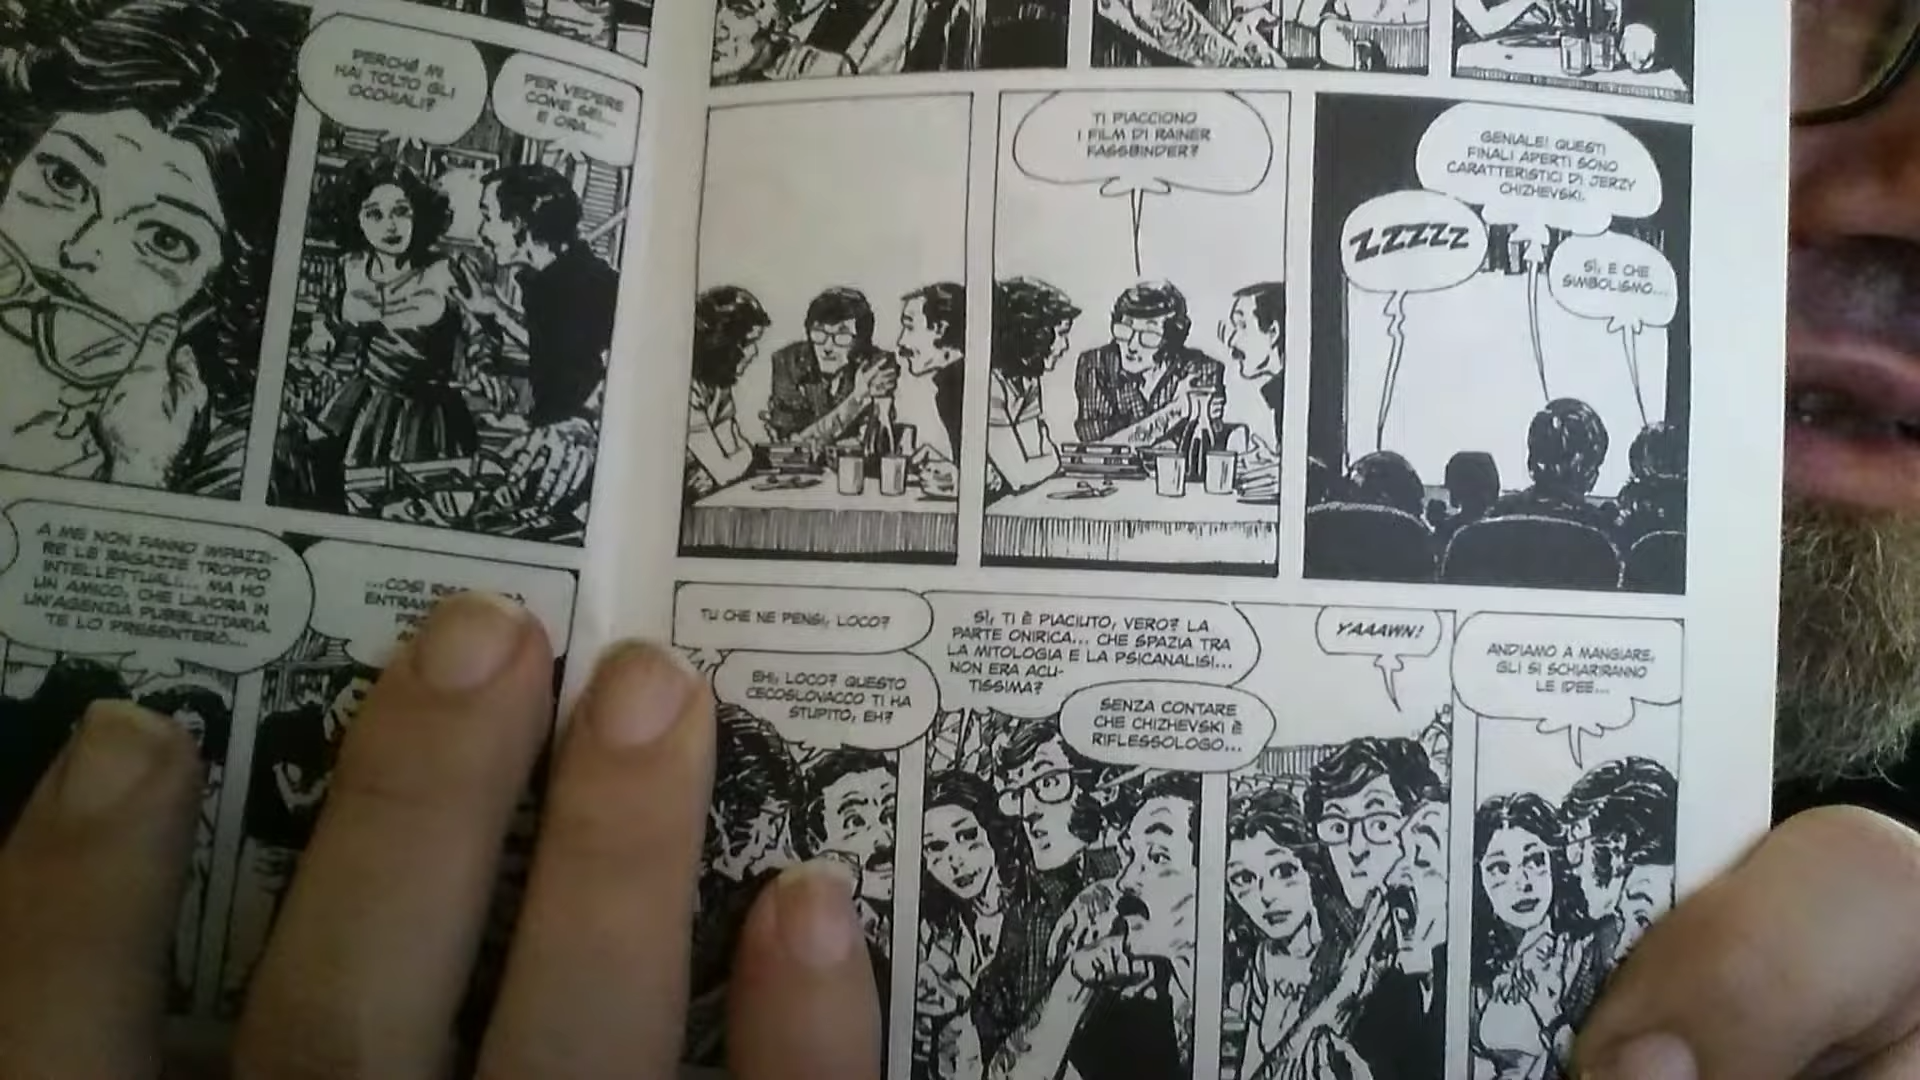 PERCHÉ MI
HAI TOLTO GLI
OCCHIALI?
PER VEDERE
COME SEI...
E ORA...
A ME NON FANNO IMPAZZI-
RE LE RAGAZZE TROPPO
INTELLETTUALI... MA HO
UN AMICO, CHE LAVORA IN
UN'AGENZIA PUBBLICITARIA.
TE LO PRESENTERÒ...
...COSÌ
TI PIACCIONO
I FILM DI RAINER
FASSBINDER?
GENIALE! QUESTI
FINALI APERTI SONO
CARATTERISTICI DI JERZY
CHIZHEVSKI.
ZZZZZ
SÌ, E CHE
SIMBOLISMO...
TU CHE NE PENSI, LOCO?
EHI, LOCO? QUESTO
CECOSLOVACCO TI HA
STUPITO, EH?
SÌ, TI È PIACIUTO, VERO? LA
PARTE ONIRICA... CHE SPAZIA TRA
LA MITOLOGIA E LA PSICANALISI...
NON ERA ACU-
TISSIMA?
SENZA CONTARE
CHE CHIZHEVSKI È
RIFLESSOLOGO...
YAAAWN!
ANDIAMO A MANGIARE,
GLI SI SCHIARIRANNO
LE IDEE...